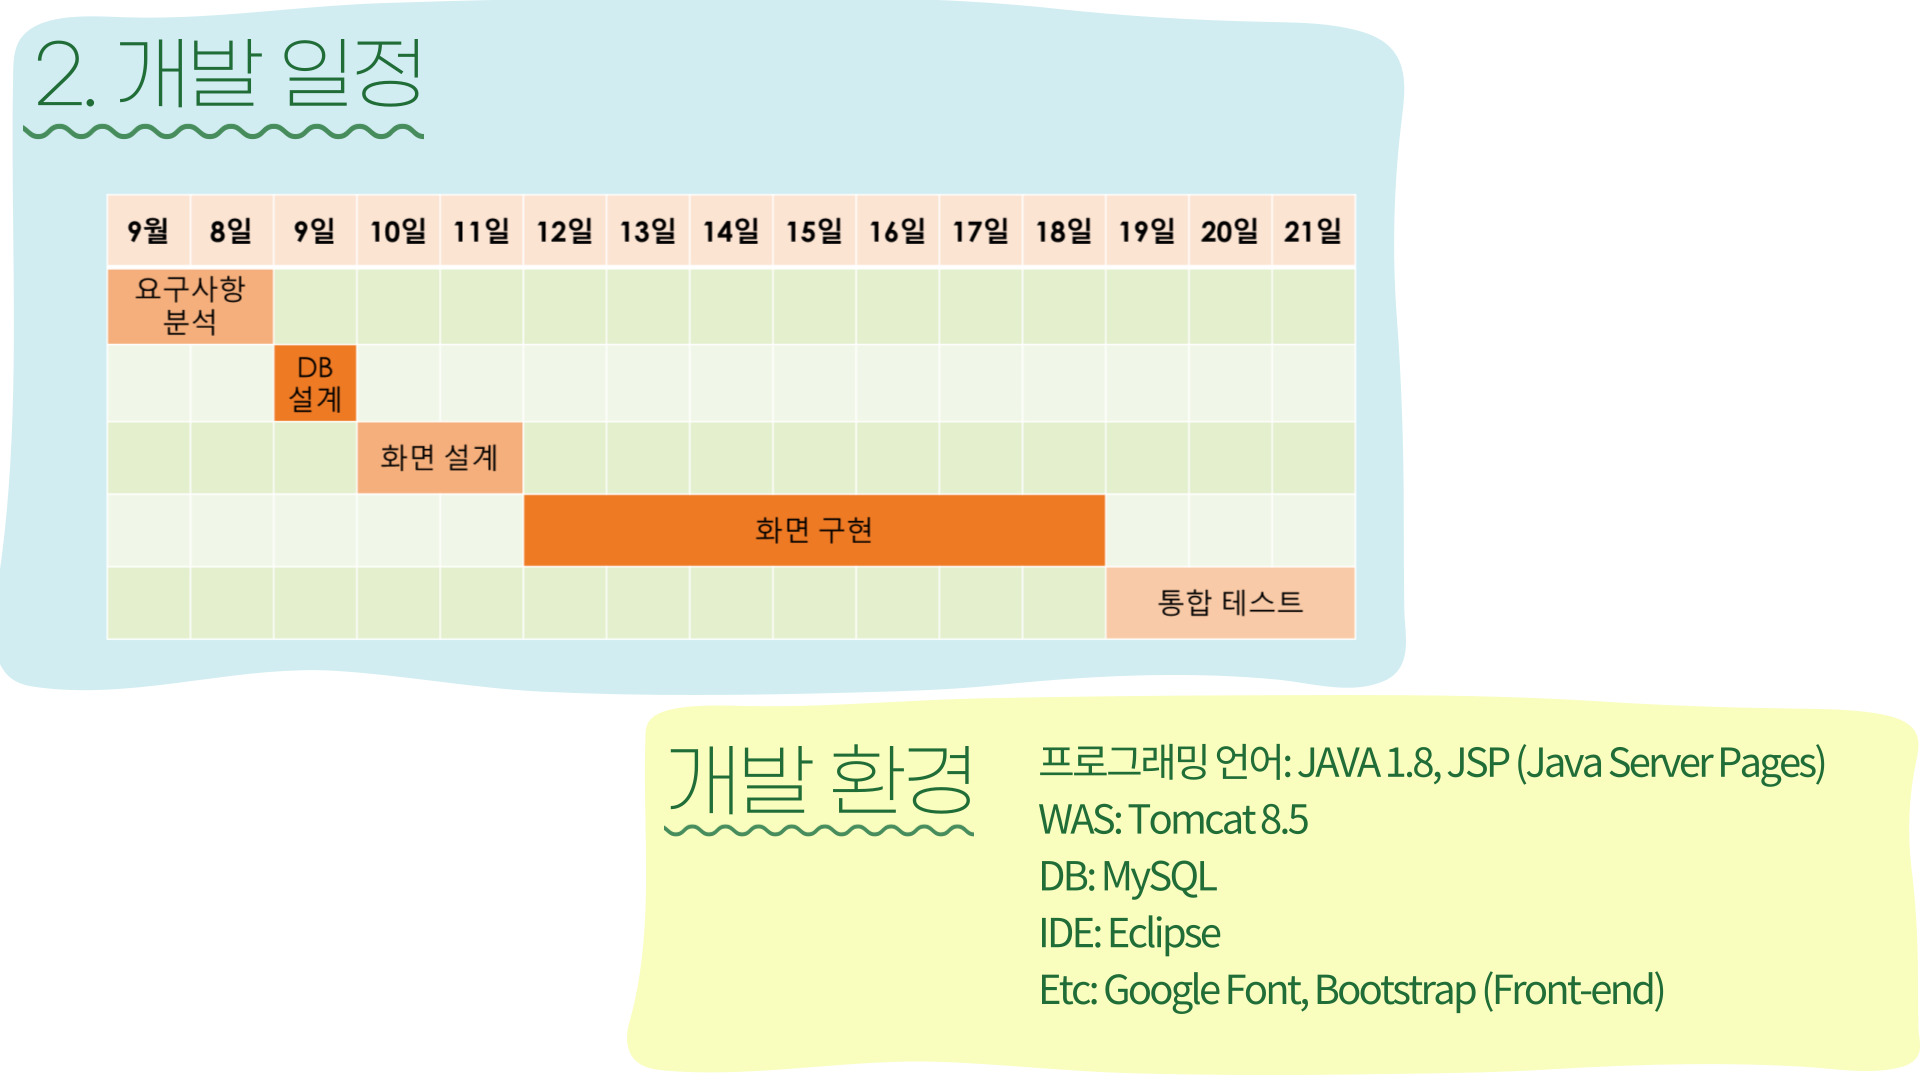 2. 개발 일정
9월 8일 9일 10일 11일 12일 13일 14일 15일 16일 17일 18일 19일 20일 21일
요구사항
분석
DB
설계
화면 설계
화면 구현
통합 테스트
개발 환경
프로그래밍 언어: JAVA 1.8, JSP (Java Server Pages)
WAS: Tomcat 8.5
DB: MySQL
IDE: Eclipse
Etc: Google Font, Bootstrap (Front-end)